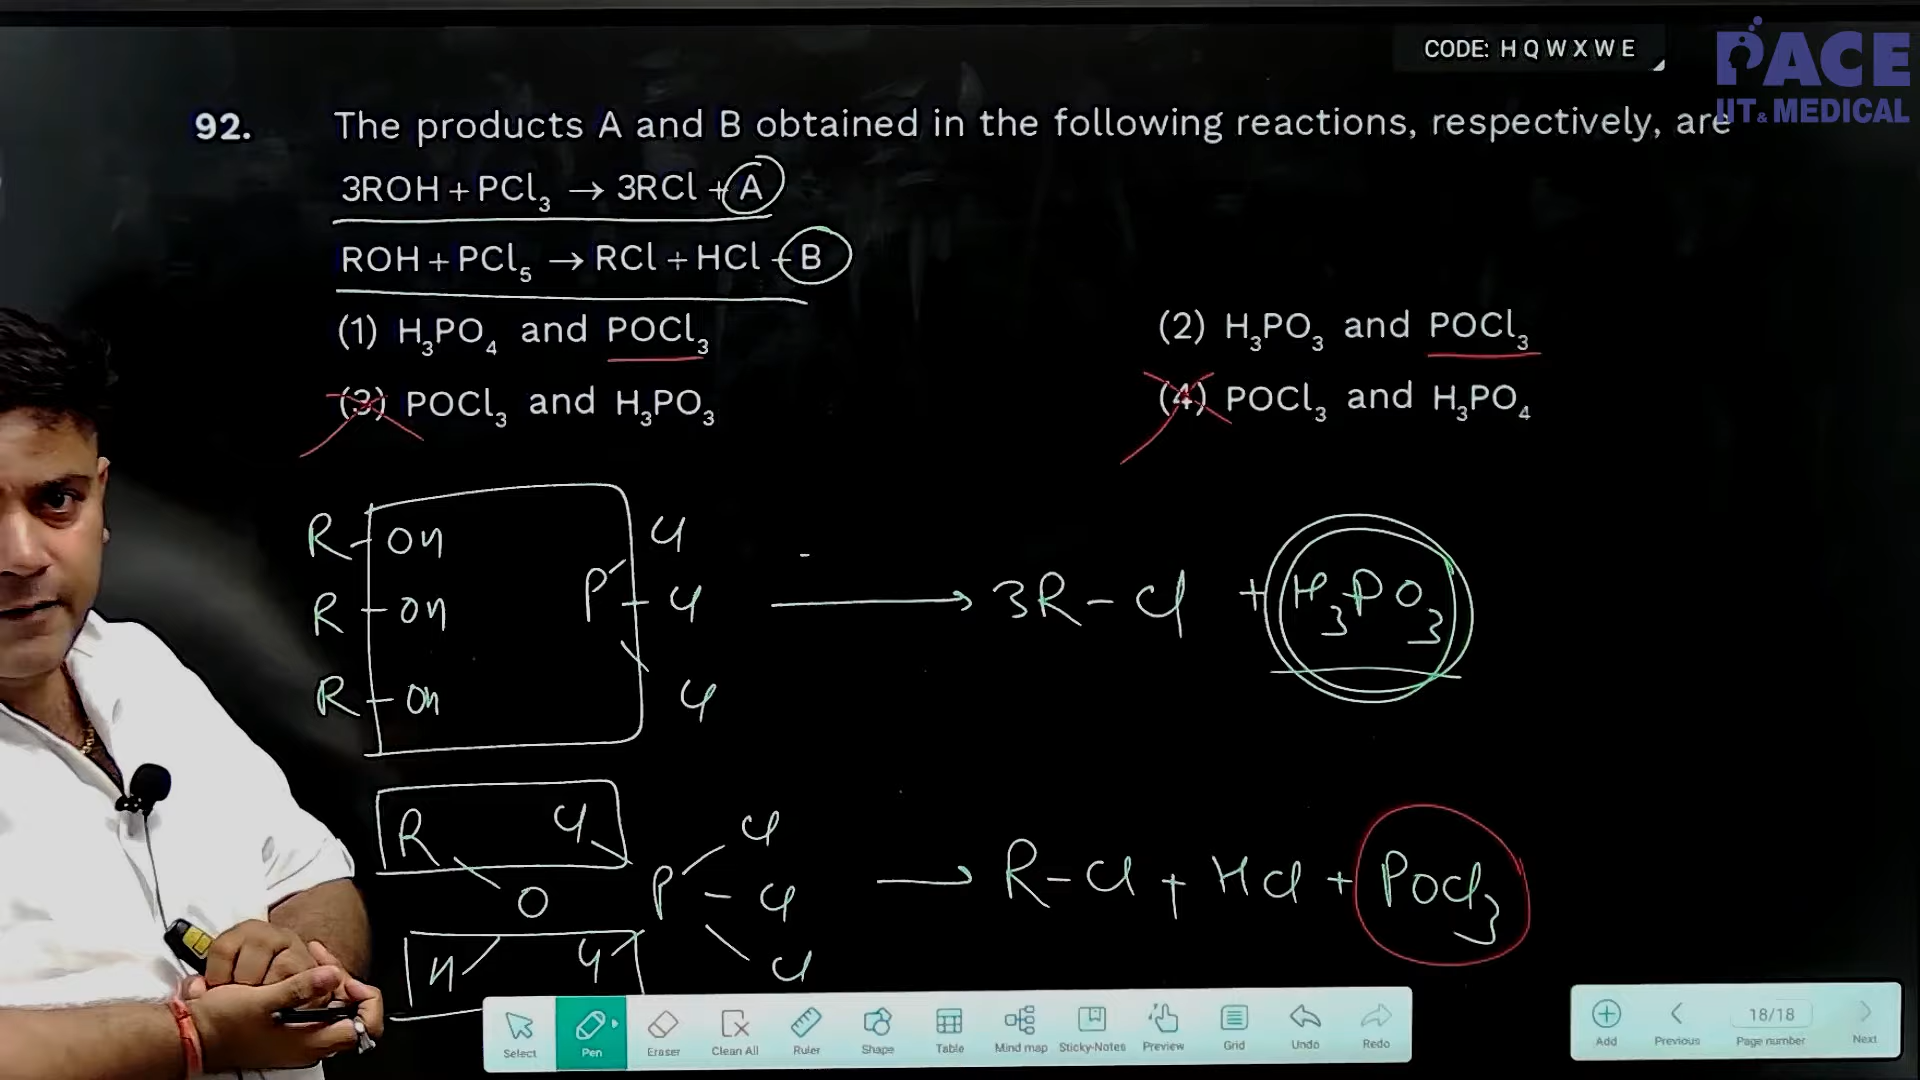 CODE: H Q W X W E
PACE
IIT & MEDICAL
92. The products A and B obtained in the following reactions, respectively, are
3ROH + PCl₃ → 3RCl + A
ROH + PCl₅ → RCl + HCl + B
(1) H₃PO₄ and POCl₃
(2) H₃PO₃ and POCl₃
(3) POCl₃ and H₃PO₃
(4) POCl₃ and H₃PO₄
R-OH Cl
R-OH P-Cl → 3R-Cl + H₃PO₃
R-OH Cl
R Cl Cl
O P-Cl → R-Cl + HCl + POCl₃
H Cl Cl
Select Pen Eraser Clean All Ruler Shape Table Mind map Sticky-Notes Preview Grid Undo Redo
Add Previous 18/18 Page number Next